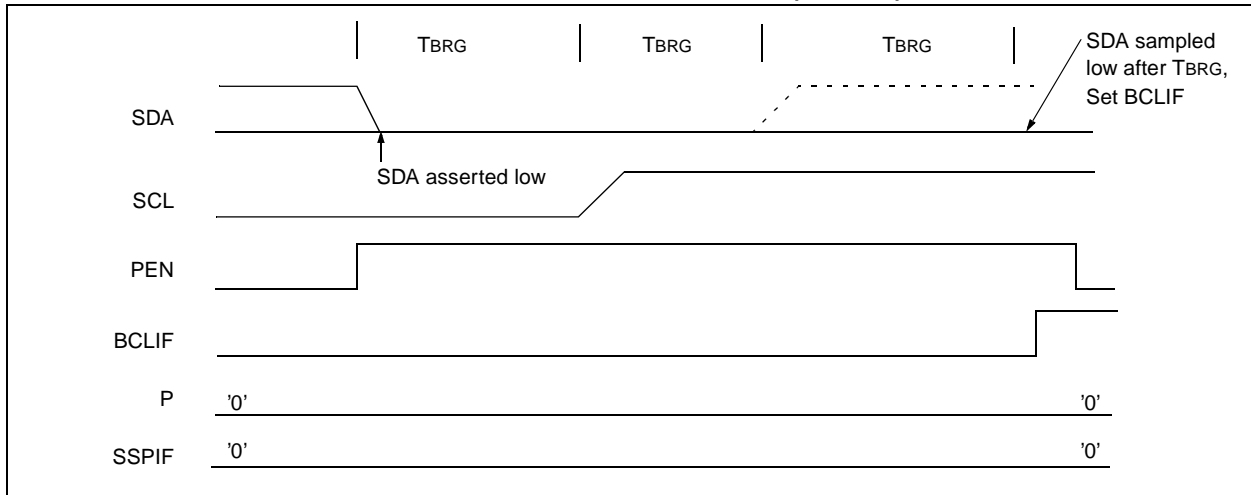 TBRG TBRG TBRG
SDA sampled
low after TBRG,
Set BCLIF
SDA
SDA asserted low
SCL
PEN
BCLIF
P '0' '0'
SSPIF '0' '0'